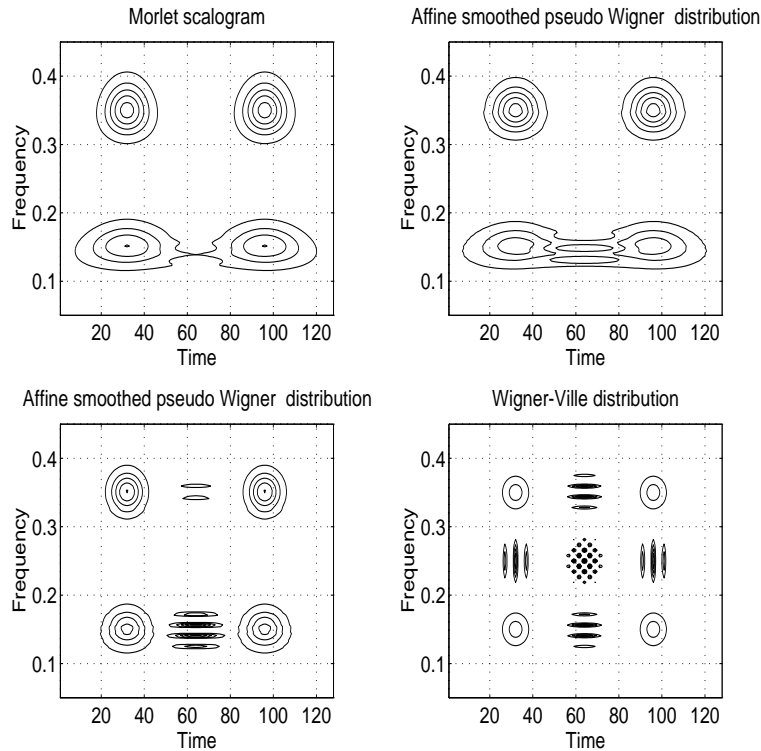 Morlet scalogram
0.4
0.3
0.2
0.1
Frequency
20 40 60 80 100 120
Time
Affine smoothed pseudo Wigner distribution
0.4
0.3
0.2
0.1
Frequency
20 40 60 80 100 120
Time
Affine smoothed pseudo Wigner distribution
0.4
0.3
0.2
0.1
Frequency
20 40 60 80 100 120
Time
Wigner-Ville distribution
0.4
0.3
0.2
0.1
Frequency
20 40 60 80 100 120
Time